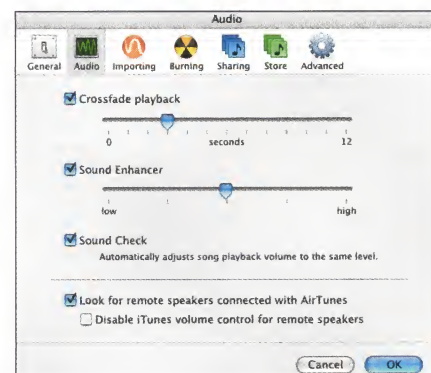 Audio
General Audio Importing Burning Sharing Store Advanced
Crossfade playback
0 seconds 12
Sound Enhancer
low high
Sound Check
Automatically adjusts song playback volume to the same level.
Look for remote speakers connected with AirTunes
Disable iTunes volume control for remote speakers
Cancel OK